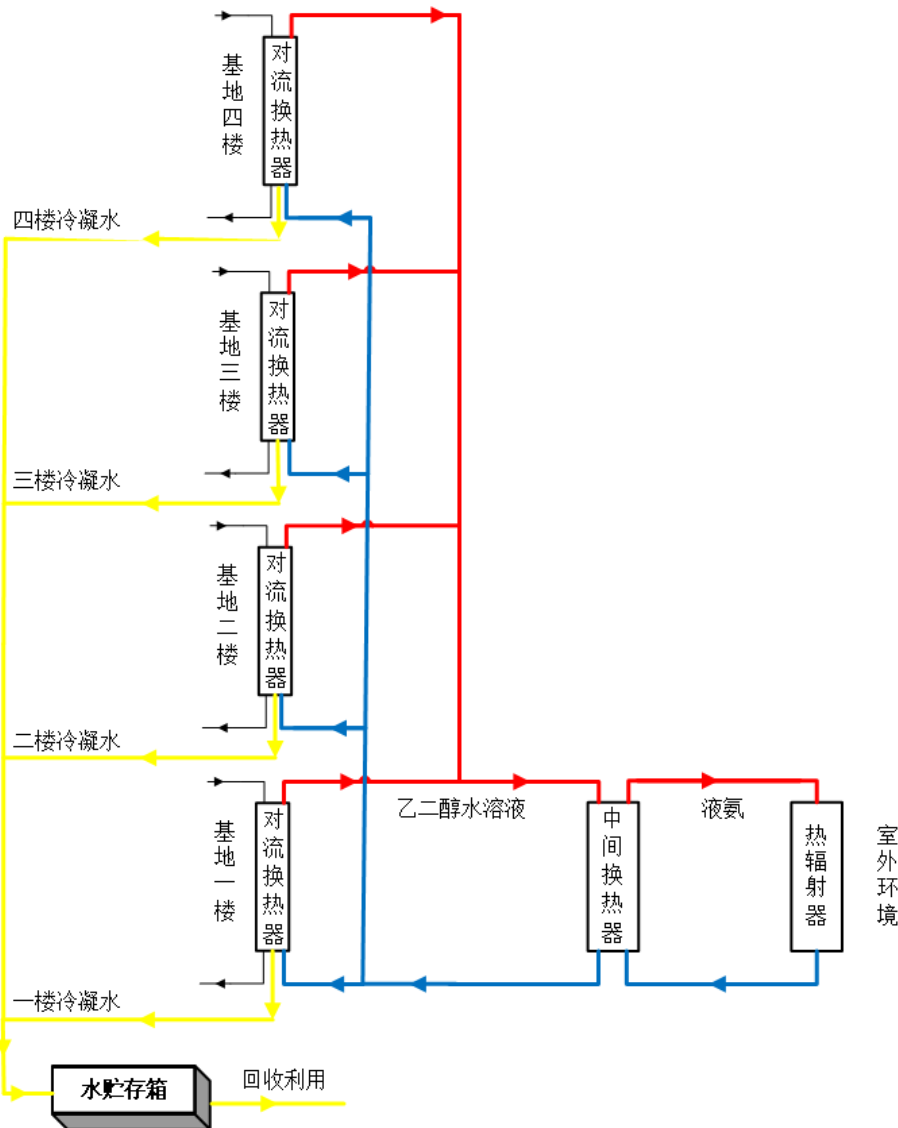 基地四楼
对流换热器
四楼冷凝水
基地三楼
对流换热器
三楼冷凝水
基地二楼
对流换热器
二楼冷凝水
基地一楼
对流换热器
乙二醇水溶液
中间换热器
液氨
热辐射器
室外环境
一楼冷凝水
水贮存箱
回收利用